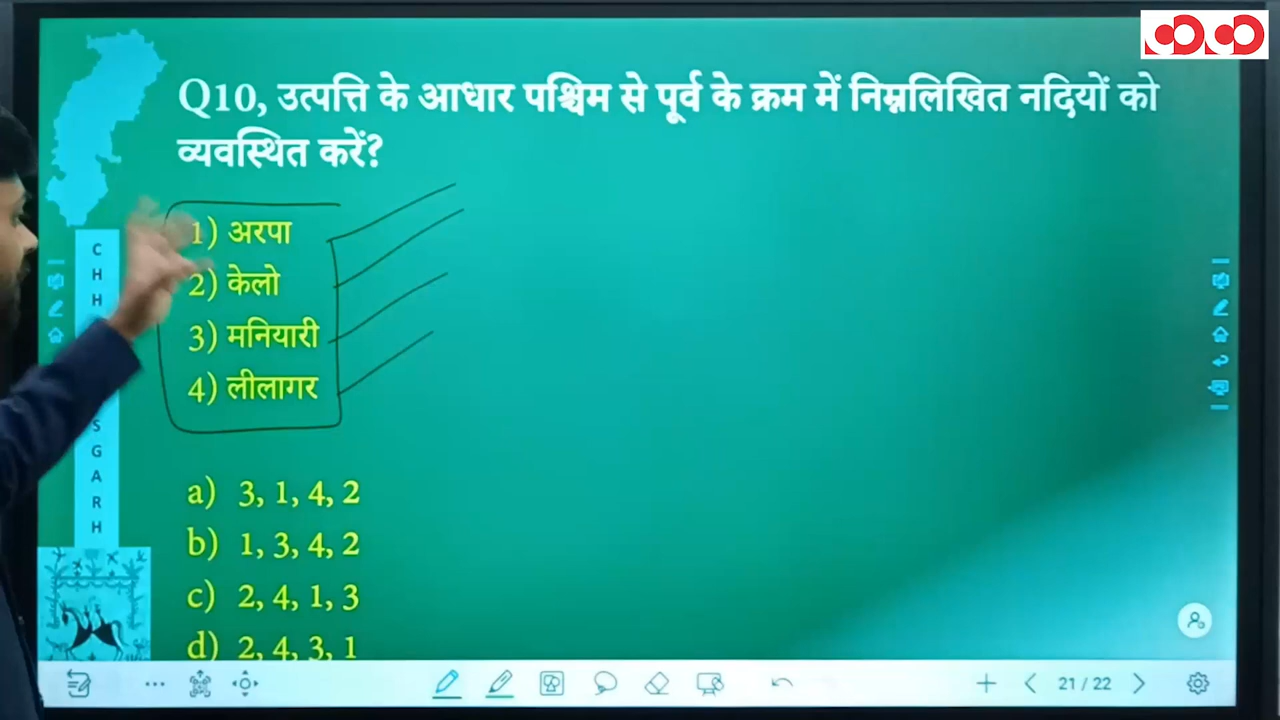 Q10, उत्पत्ति के आधार पश्चिम से पूर्व के क्रम में निम्नलिखित नदियों को
व्यवस्थित करें?
1) अरपा
2) केलो
3) मनियारी
4) लीलागर
a) 3, 1, 4, 2
b) 1, 3, 4, 2
c) 2, 4, 1, 3
d) 2, 4, 3, 1
C
H
H
S
G
A
R
H
21 / 22